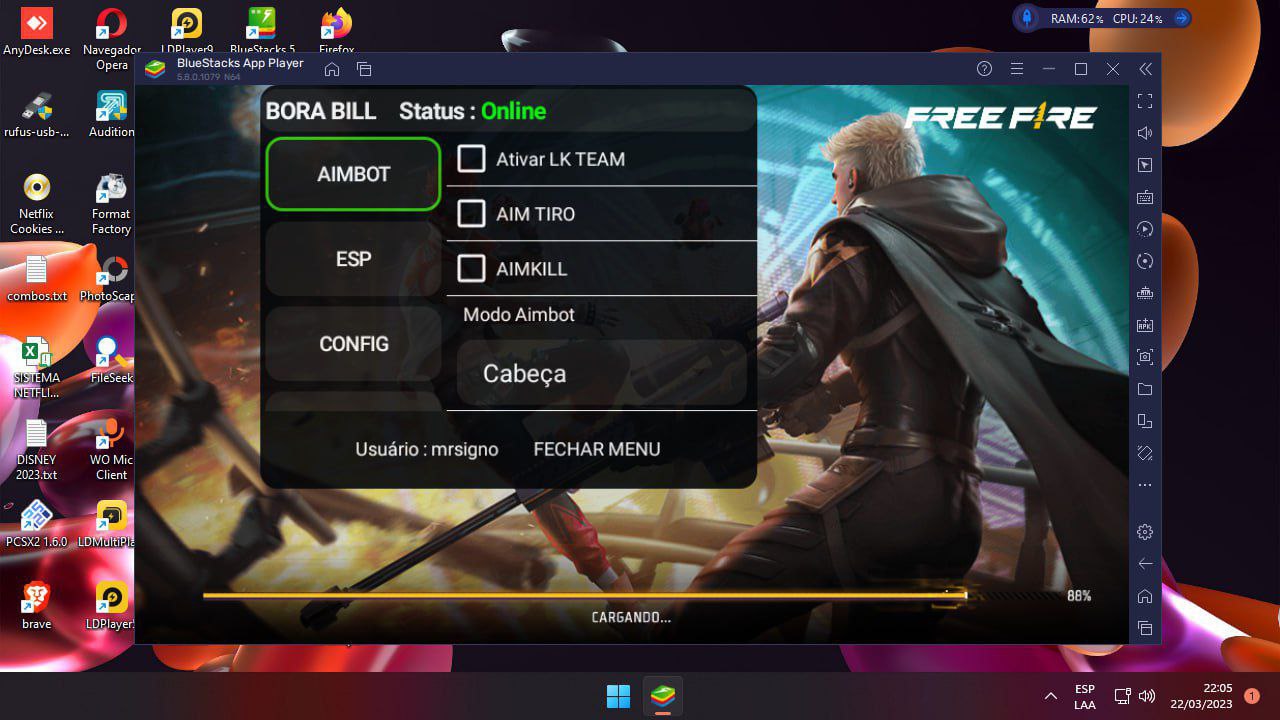 RAM:62% CPU:24%
AnyDesk.exe
Navegador
Opera
LDPlayer9
BlueStacks 5
Firefox
BlueStacks App Player
5.8.0.1079 N64
rufus-usb-...
Audition
Netflix
Cookies ...
Format
Factory
combos.txt
PhotoScap
SISTEMA
NETFLI...
FileSeek
DISNEY
2023.txt
WO Mic
Client
PCSX2 1.6.0
LDMultiPla
brave
LDPlayer
BORA BILL Status : Online
FREE FIRE
AIMBOT
ESP
CONFIG
Ativar LK TEAM
AIM TIRO
AIMKILL
Modo Aimbot
Cabeça
Usuário : mrsigno FECHAR MENU
88%
CARGANDO...
ESP
LAA
22:05
22/03/2023
1